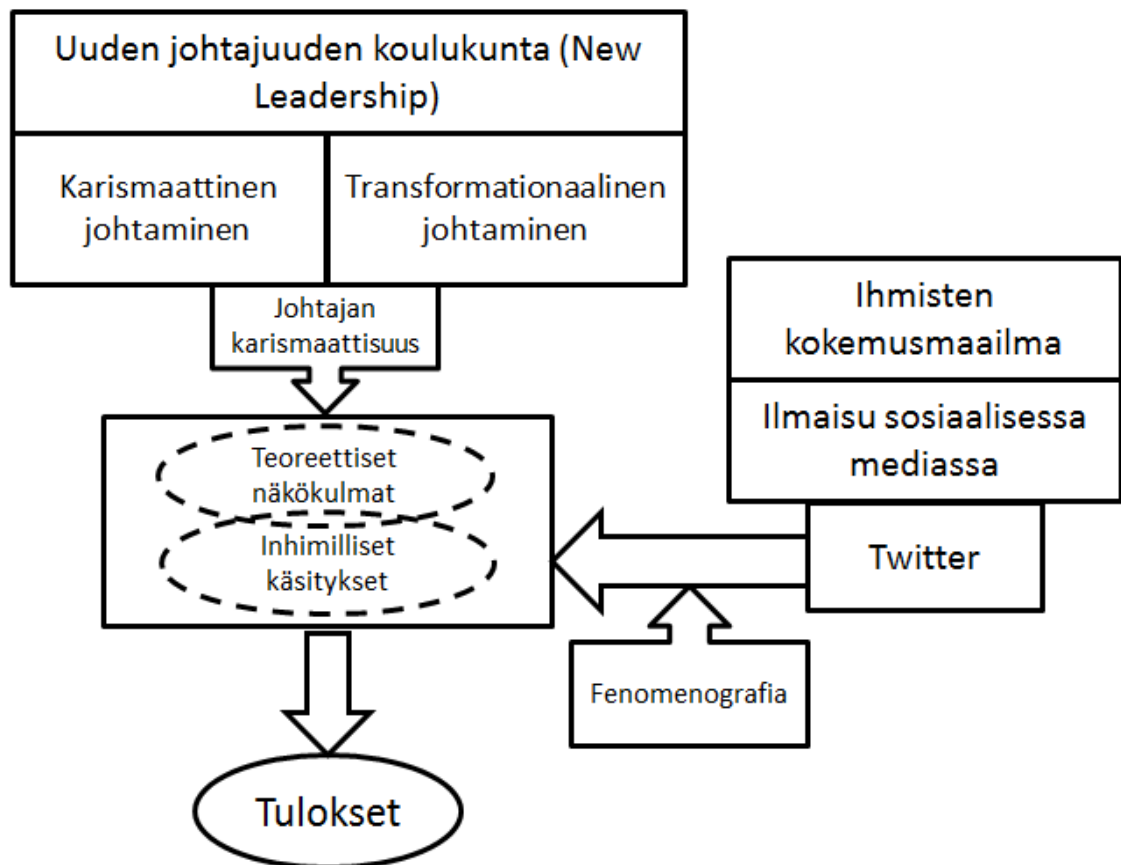 Uuden johtajuuden koulukunta (New
Leadership)
Karismaattinen
johtaminen
Transformationaalinen
johtaminen
Johtajan
karismaattisuus
Ihmisten
kokemusmaailma
Ilmaisu sosiaalisessa
mediassa
Twitter
Teoreettiset
näkökulmat
Inhimilliset
käsitykset
Fenomenografia
Tulokset